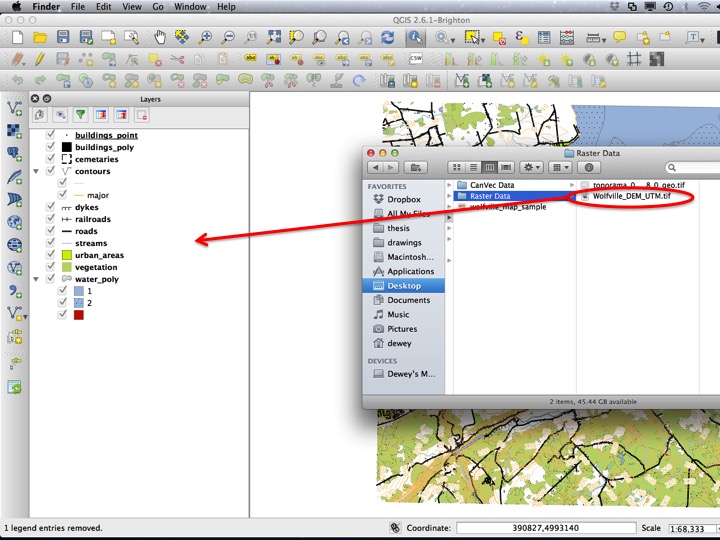 Finder File Edit View Go Window Help
QGIS 2.6.1-Brighton
CSW
Layers
buildings_point
buildings_poly
cemetaries
contours
major
dykes
railroads
roads
streams
urban_areas
vegetation
water_poly
1
2
Raster Data
FAVORITES
Dropbox
All My Files
thesis
drawings
Macintosh...
Applications
Desktop
Documents
Music
Pictures
dewey
DEVICES
Dewey's M...
CanVec Data
Raster Data
wolfville_map_sample
toporama_0...8_0_geo.tif
Wolfville_DEM_UTM.tif
2 items, 45.44 GB available
1 legend entries removed.
Coordinate: 390827,4993140 Scale 1:68,333